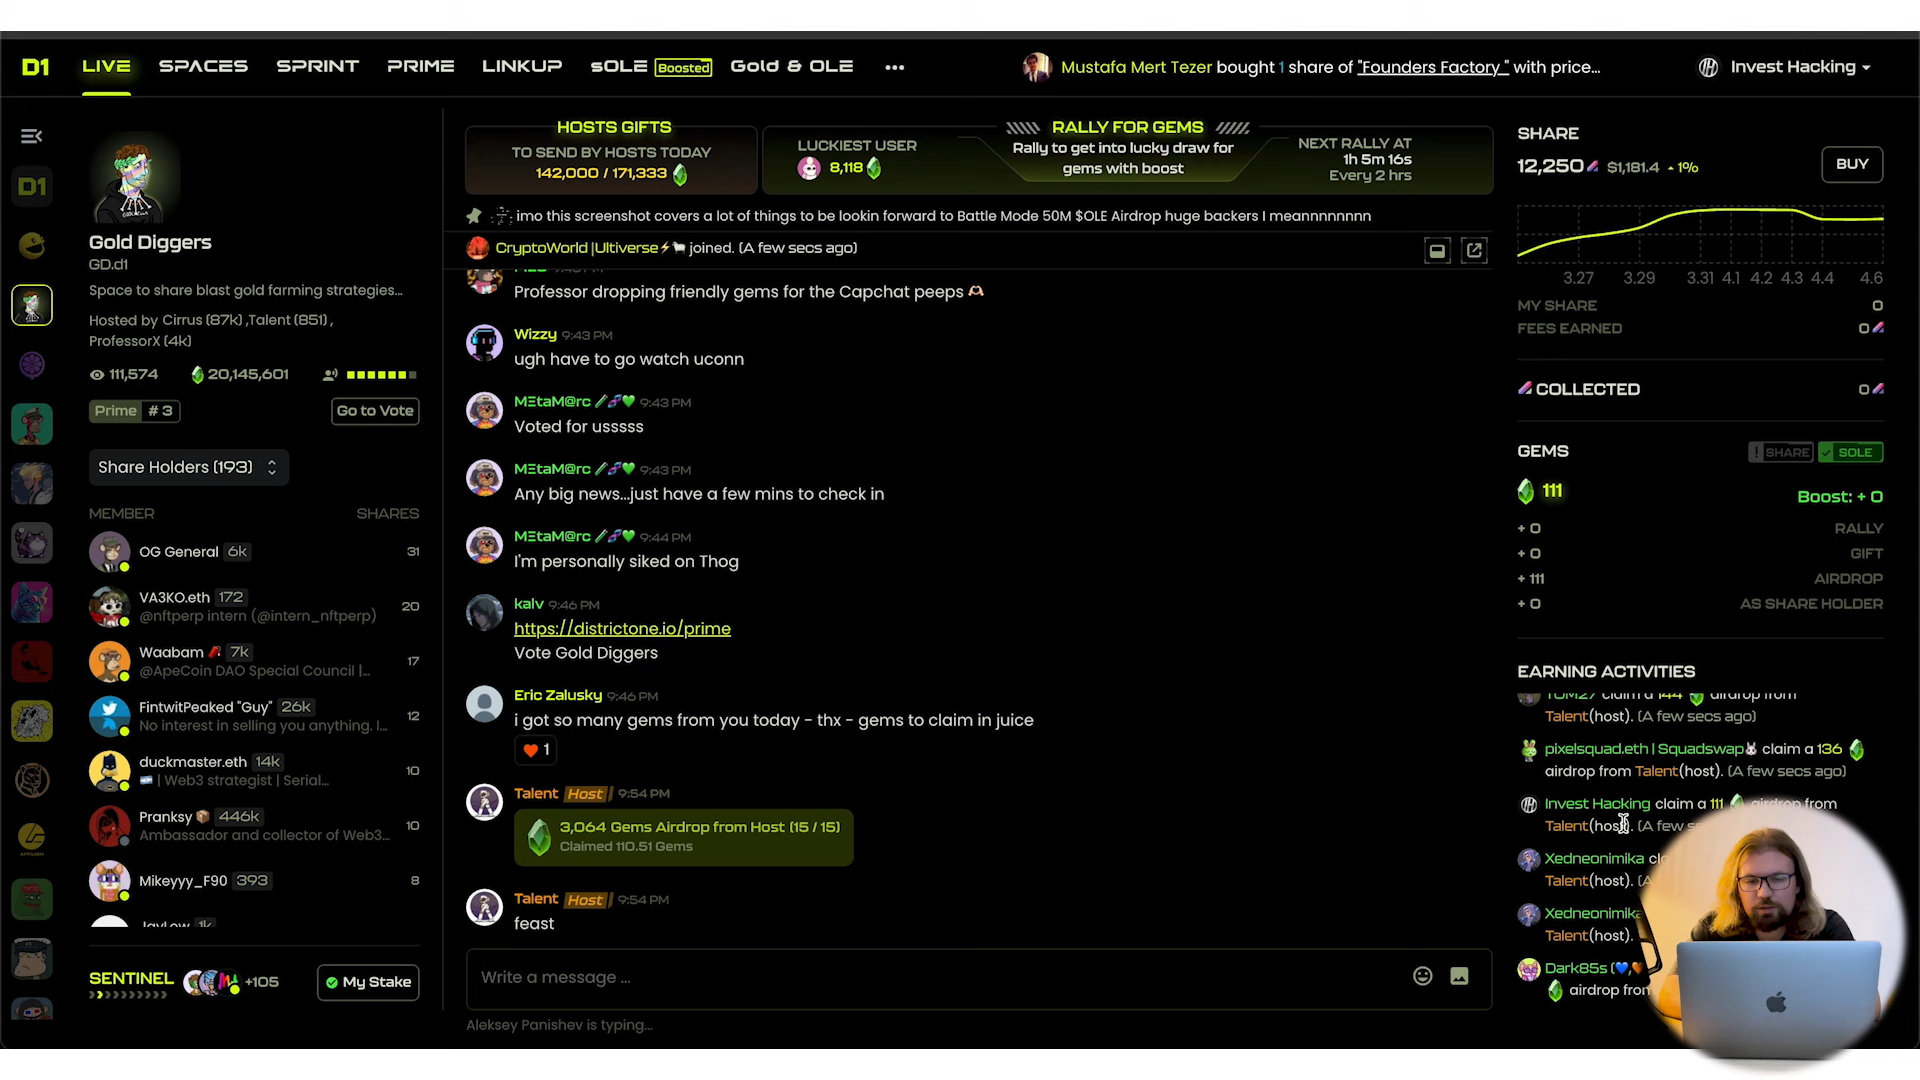 D1
LIVE
SPACES
SPRINT
PRIME
LINKUP
sOLE Boosted
Gold & OLE
...
Mustafa Mert Tezer bought 1 share of "Founders Factory " with price...
Invest Hacking
D1
Gold Diggers
GD.d1
Space to share blast gold farming strategies...
Hosted by Cirrus (87k) ,Talent (851) ,
ProfessorX (4k)
111,574
20,145,601
Prime # 3
Go to Vote
Share Holders (193)
MEMBER
SHARES
OG General 6k
31
VA3KO.eth 172
@nftperp intern (@intern_nftperp)
20
Waabam 7k
@ApeCoin DAO Special Council |...
17
FintwitPeaked "Guy" 26k
No interest in selling you anything. I...
12
duckmaster.eth 14k
| Web3 strategist | Serial...
10
Pranksy 446k
Ambassador and collector of Web3...
10
Mikeyyy_F90 393
8
SENTINEL
+105
My Stake
HOSTS GIFTS
TO SEND BY HOSTS TODAY
142,000 / 171,333
LUCKIEST USER
8,118
RALLY FOR GEMS
Rally to get into lucky draw for
gems with boost
NEXT RALLY AT
1h 5m 16s
Every 2 hrs
imo this screenshot covers a lot of things to be lookin forward to Battle Mode 50M $OLE Airdrop huge backers I meannnnnnnn
CryptoWorld |Ultiverse⚡🐑 joined. (A few secs ago)
Professor dropping friendly gems for the Capchat peeps 🫶
Wizzy 9:43 PM
ugh have to go watch uconn
MΞtaM@rc 9:43 PM
Voted for usssss
MΞtaM@rc 9:43 PM
Any big news...just have a few mins to check in
MΞtaM@rc 9:44 PM
I'm personally siked on Thog
kalv 9:46 PM
https://districtone.io/prime
Vote Gold Diggers
Eric Zalusky 9:46 PM
i got so many gems from you today - thx - gems to claim in juice
❤ 1
Talent Host 9:54 PM
3,064 Gems Airdrop from Host (15 / 15)
Claimed 110.51 Gems
Talent Host 9:54 PM
feast
Write a message ...
Aleksey Panishev is typing...
SHARE
12,250 $1,181.4 1%
BUY
3.27 3.29 3.31 4.1 4.2 4.3 4.4 4.6
MY SHARE 0
FEES EARNED 0
COLLECTED 0
GEMS
! SHARE
SOLE
111
Boost: + 0
+ 0 RALLY
+ 0 GIFT
+ 111 AIRDROP
+ 0 AS SHARE HOLDER
EARNING ACTIVITIES
TOM27 claim a 144 airdrop from
Talent(host). (A few secs ago)
pixelsquad.eth | Squadswap🐰 claim a 136
airdrop from Talent(host). (A few secs ago)
Invest Hacking claim a 111 airdrop from
Talent(host). (A few
Xedneonimika
Talent(host).
Xedneonimika
Talent(host).
Dark85s
airdrop from